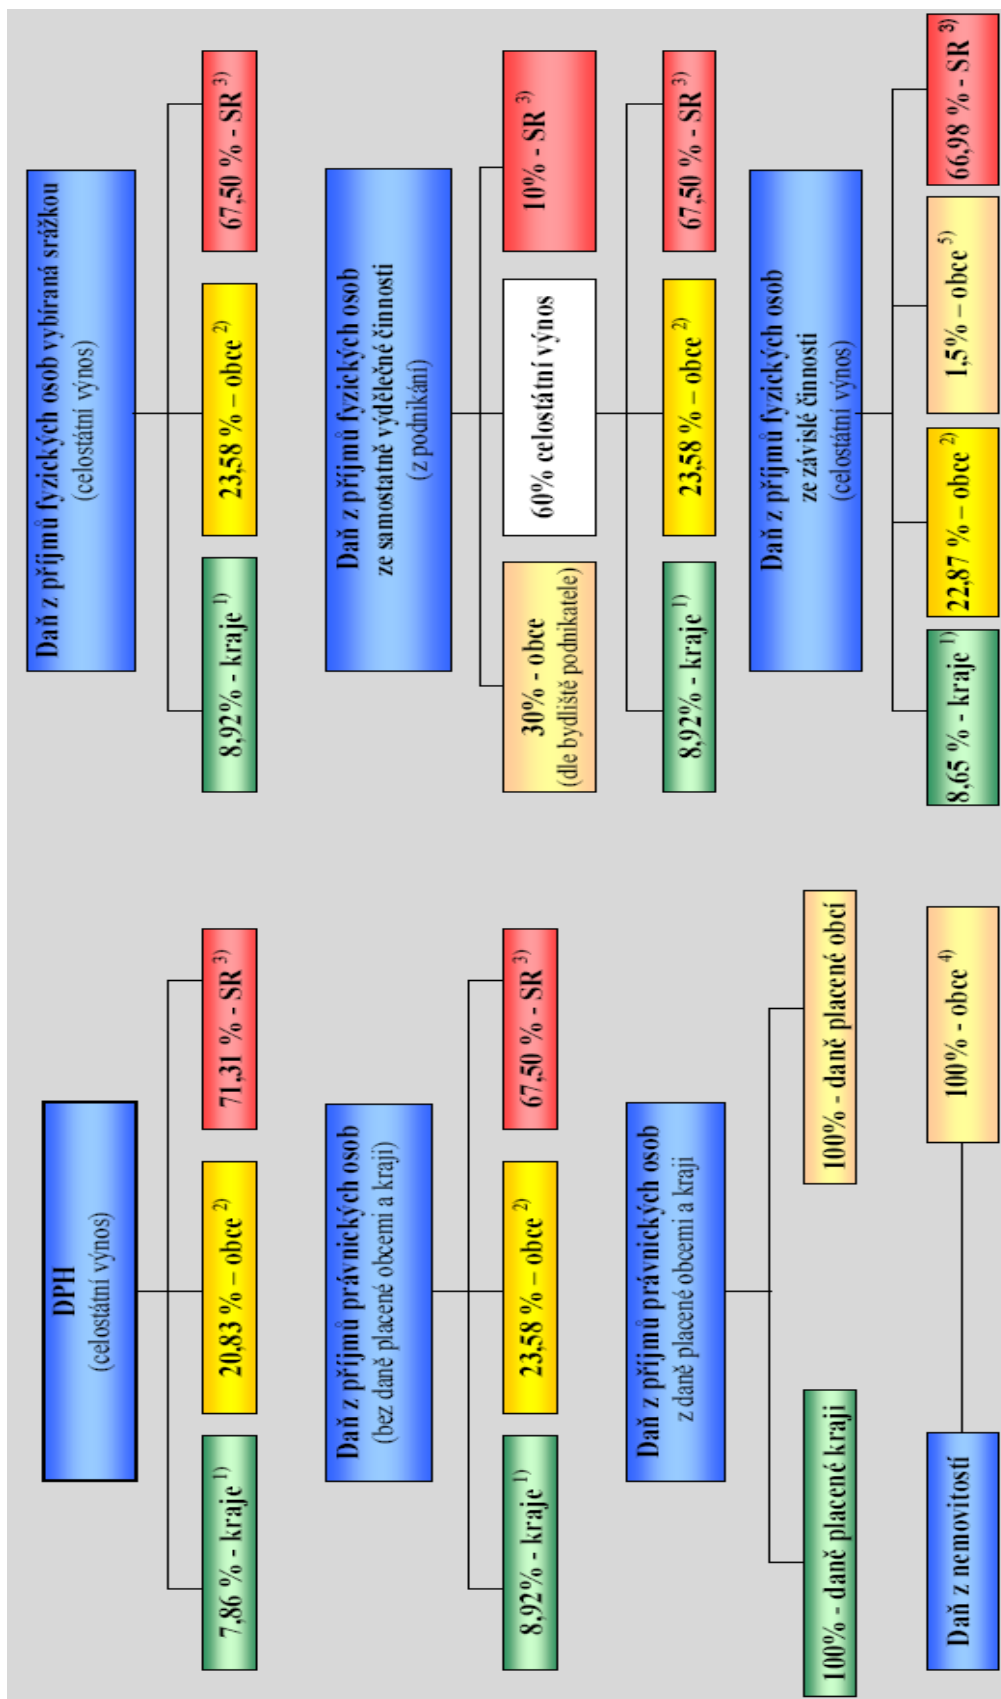 DPH
(celostátní výnos)
7,86 % - kraje 1)
20,83 % – obce 2)
71,31 % - SR 3)
Daň z příjmů právnických osob
(bez daně placené obcemi a kraji)
8,92% - kraje 1)
23,58 % – obce 2)
67,50 % - SR 3)
Daň z příjmů právnických osob
z daně placené obcemi a kraji
100% - daně placené kraji
100% - daně placené obcí
Daň z nemovitostí
100% - obce 4)
Daň z příjmů fyzických osob vybíraná srážkou
(celostátní výnos)
8,92% - kraje 1)
23,58 % – obce 2)
67,50 % - SR 3)
Daň z příjmů fyzických osob
ze samostatně výdělečné činnosti
(z podnikání)
30% - obce
(dle bydliště podnikatele)
60% celostátní výnos
10% - SR 3)
8,92% - kraje 1)
23,58 % – obce 2)
67,50 % - SR 3)
Daň z příjmů fyzických osob
ze závislé činnosti
(celostátní výnos)
8,65 % - kraje 1)
22,87 % – obce 2)
1,5% – obce 5)
66,98 % - SR 3)